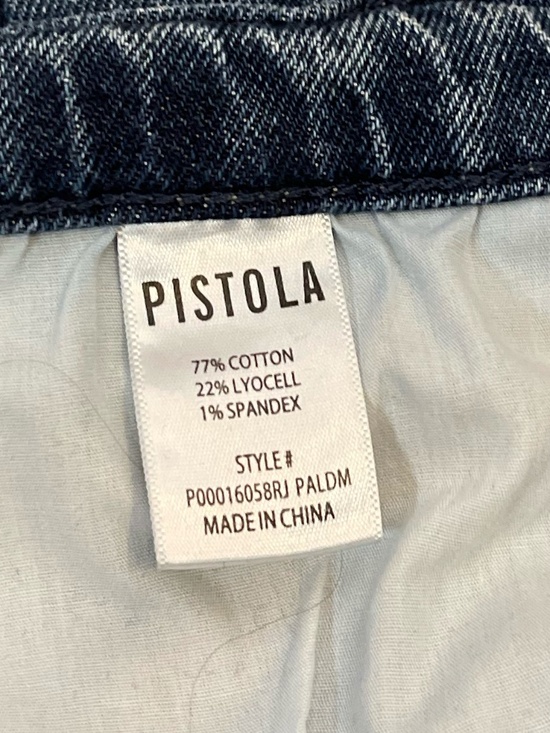 PISTOLA
77% COTTON
22% LYOCELL
1% SPANDEX
STYLE #
P00016058RJ PALDM
MADE IN CHINA